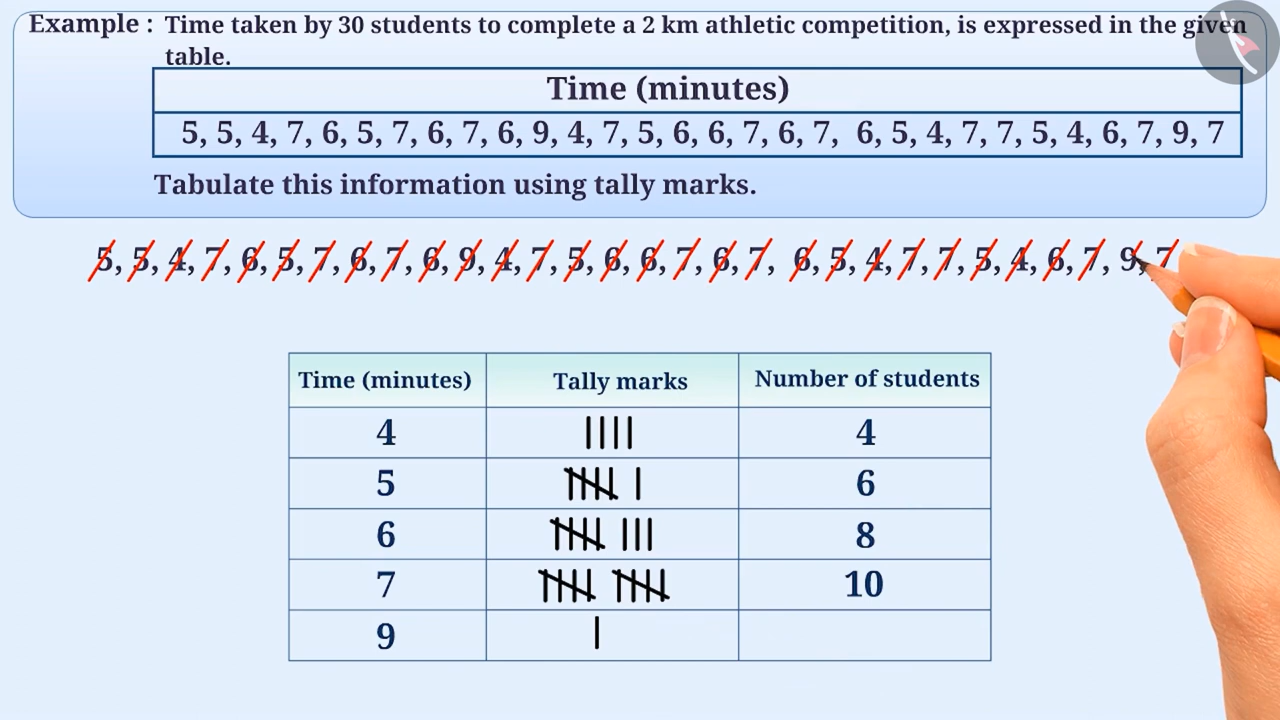 Example : Time taken by 30 students to complete a 2 km athletic competition, is expressed in the given
table.
Time (minutes)
5, 5, 4, 7, 6, 5, 7, 6, 7, 6, 9, 4, 7, 5, 6, 6, 7, 6, 7, 6, 5, 4, 7, 7, 5, 4, 6, 7, 9, 7
Tabulate this information using tally marks.
5, 5, 4, 7, 6, 5, 7, 6, 7, 6, 9, 4, 7, 5, 6, 6, 7, 6, 7, 6, 5, 4, 7, 7, 5, 4, 6, 7, 9, 7
Time (minutes) Tally marks Number of students
4 |||| 4
5 |||| | 6
6 |||| ||| 8
7 |||| |||| 10
9 |